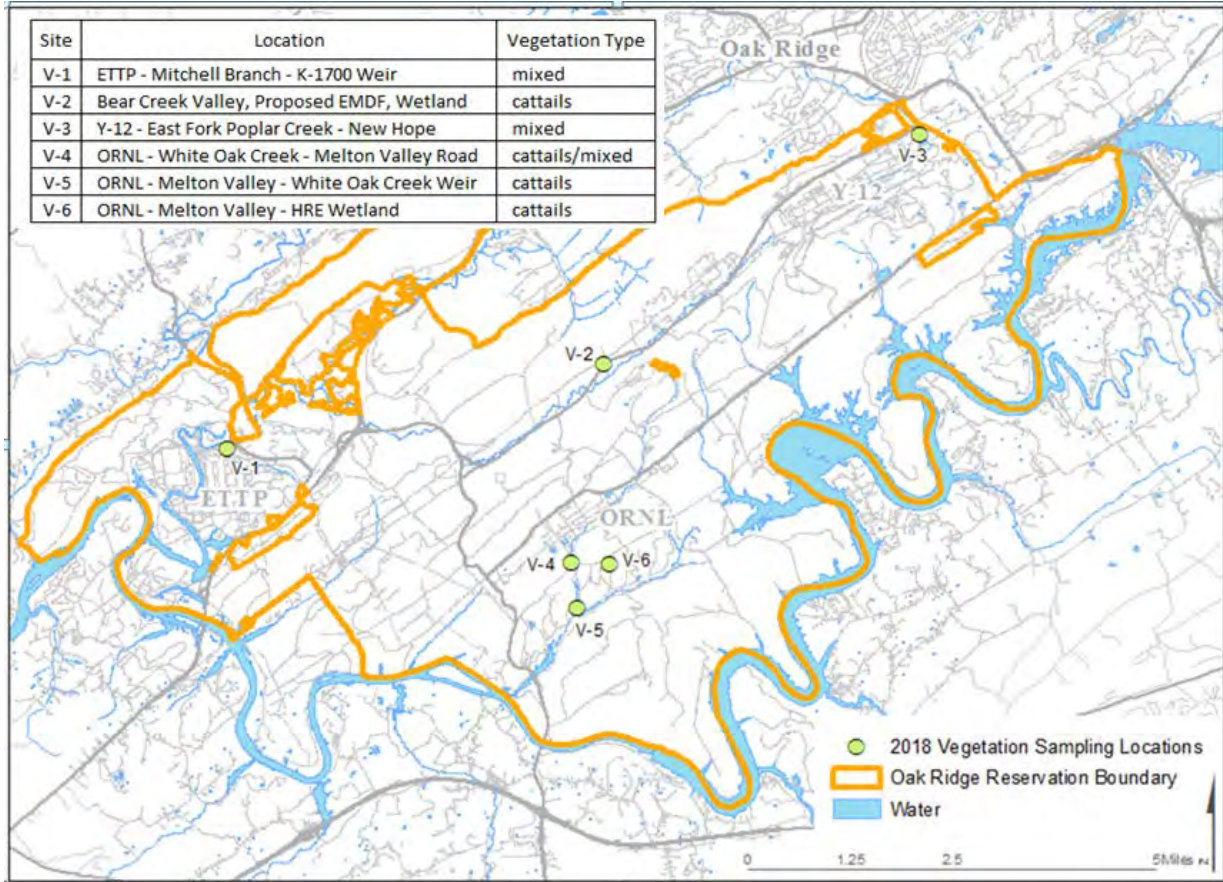 Site Location Vegetation Type
V-1 ETTP - Mitchell Branch - K-1700 Weir mixed
V-2 Bear Creek Valley, Proposed EMDF, Wetland cattails
V-3 Y-12 - East Fork Poplar Creek - New Hope mixed
V-4 ORNL - White Oak Creek - Melton Valley Road cattails/mixed
V-5 ORNL - Melton Valley - White Oak Creek Weir cattails
V-6 ORNL - Melton Valley - HRE Wetland cattails
Oak Ridge
V-3
Y-12
V-2
V-1
ETTP
ORNL
V-4
V-6
V-5
2018 Vegetation Sampling Locations
Oak Ridge Reservation Boundary
Water
0 1.25 2.5 5 Miles
N